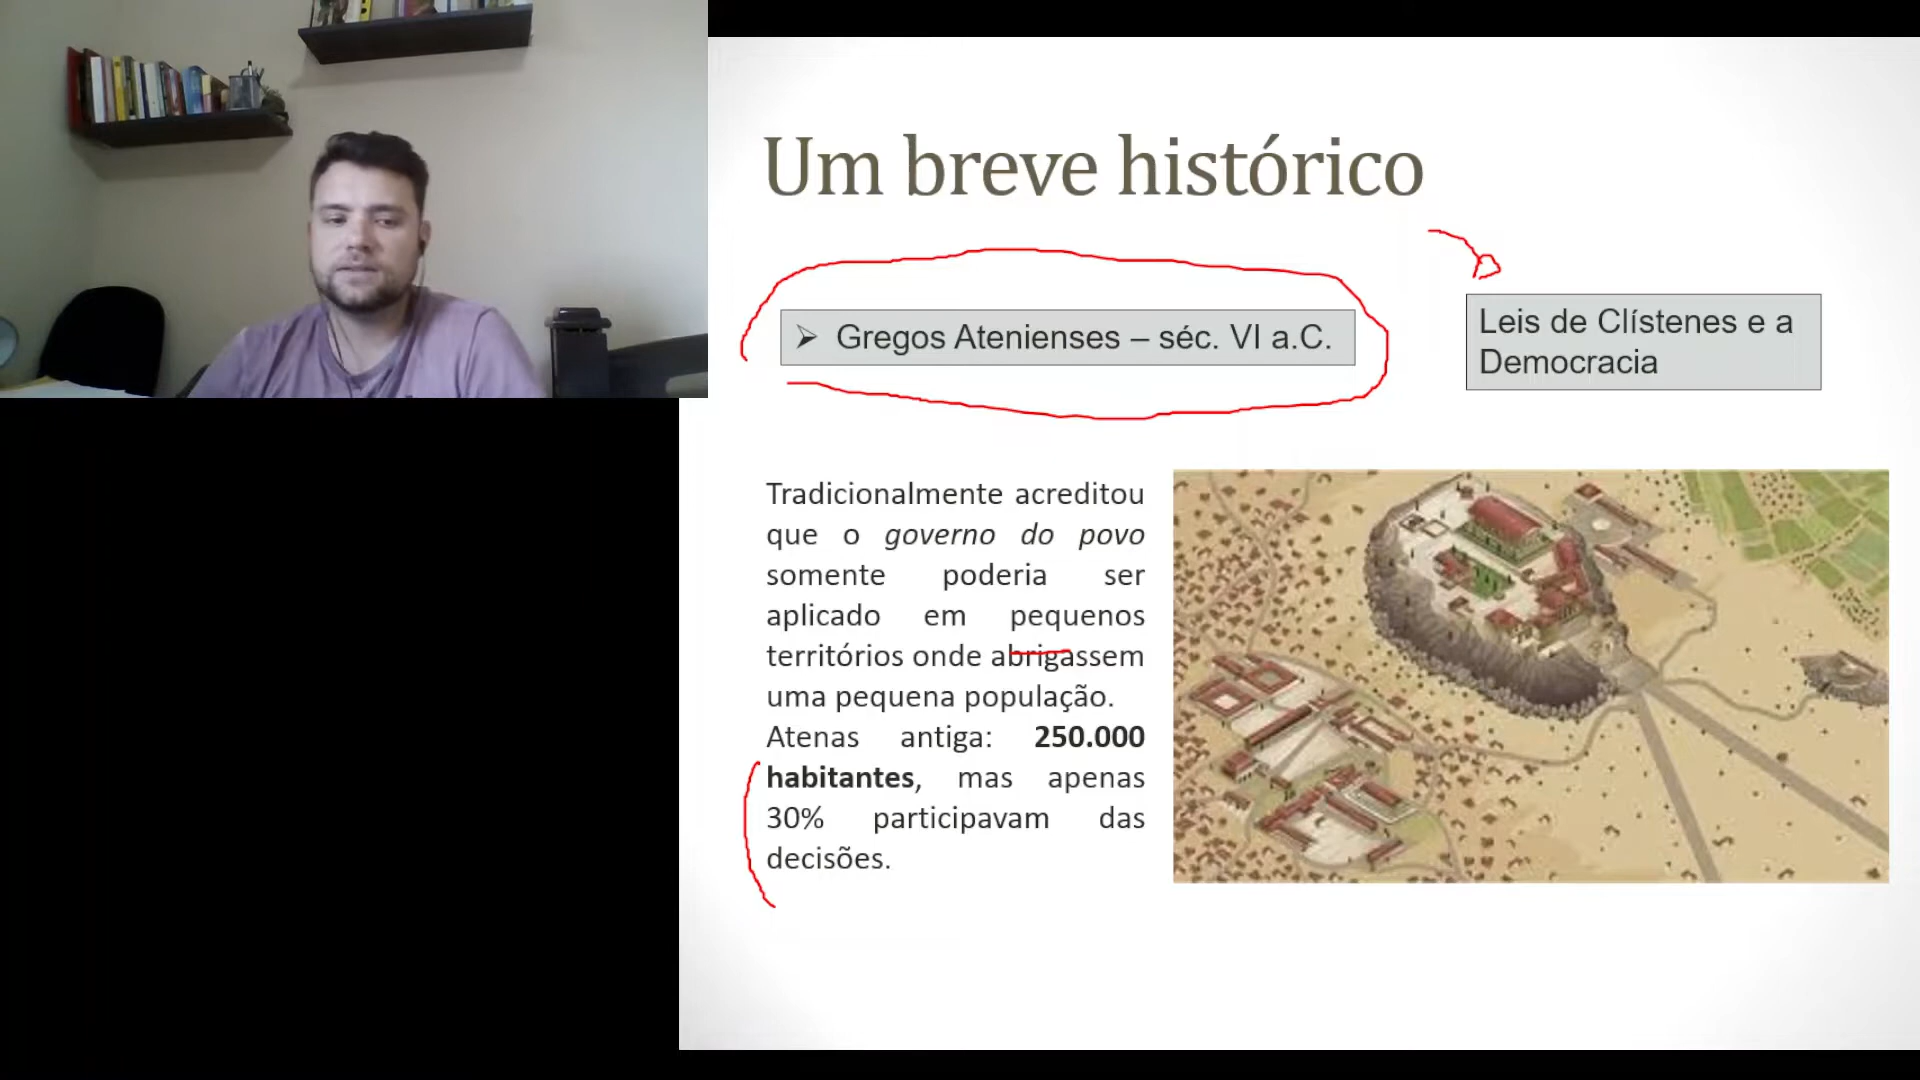 Um breve histórico
Gregos Atenienses – séc. VI a.C.
Leis de Clístenes e a
Democracia
Tradicionalmente acreditou
que o governo do povo
somente poderia ser
aplicado em pequenos
territórios onde abrigassem
uma pequena população.
Atenas antiga: 250.000
habitantes, mas apenas
30% participavam das
decisões.